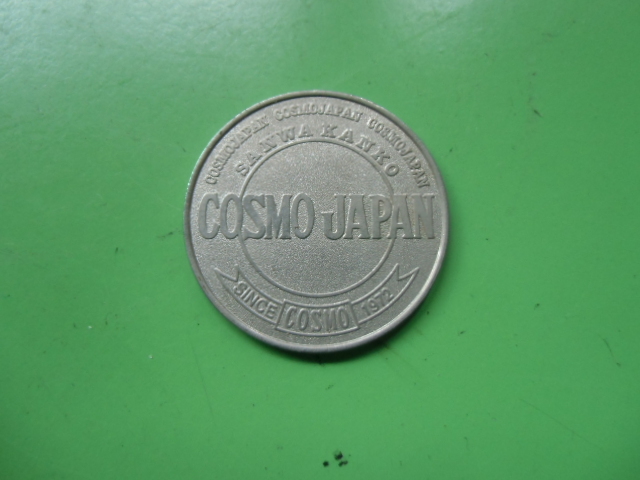 COSMOJAPAN COSMOJAPAN COSMOJAPAN
SANWA KANKO
COSMO JAPAN
SINCE COSMO 1972